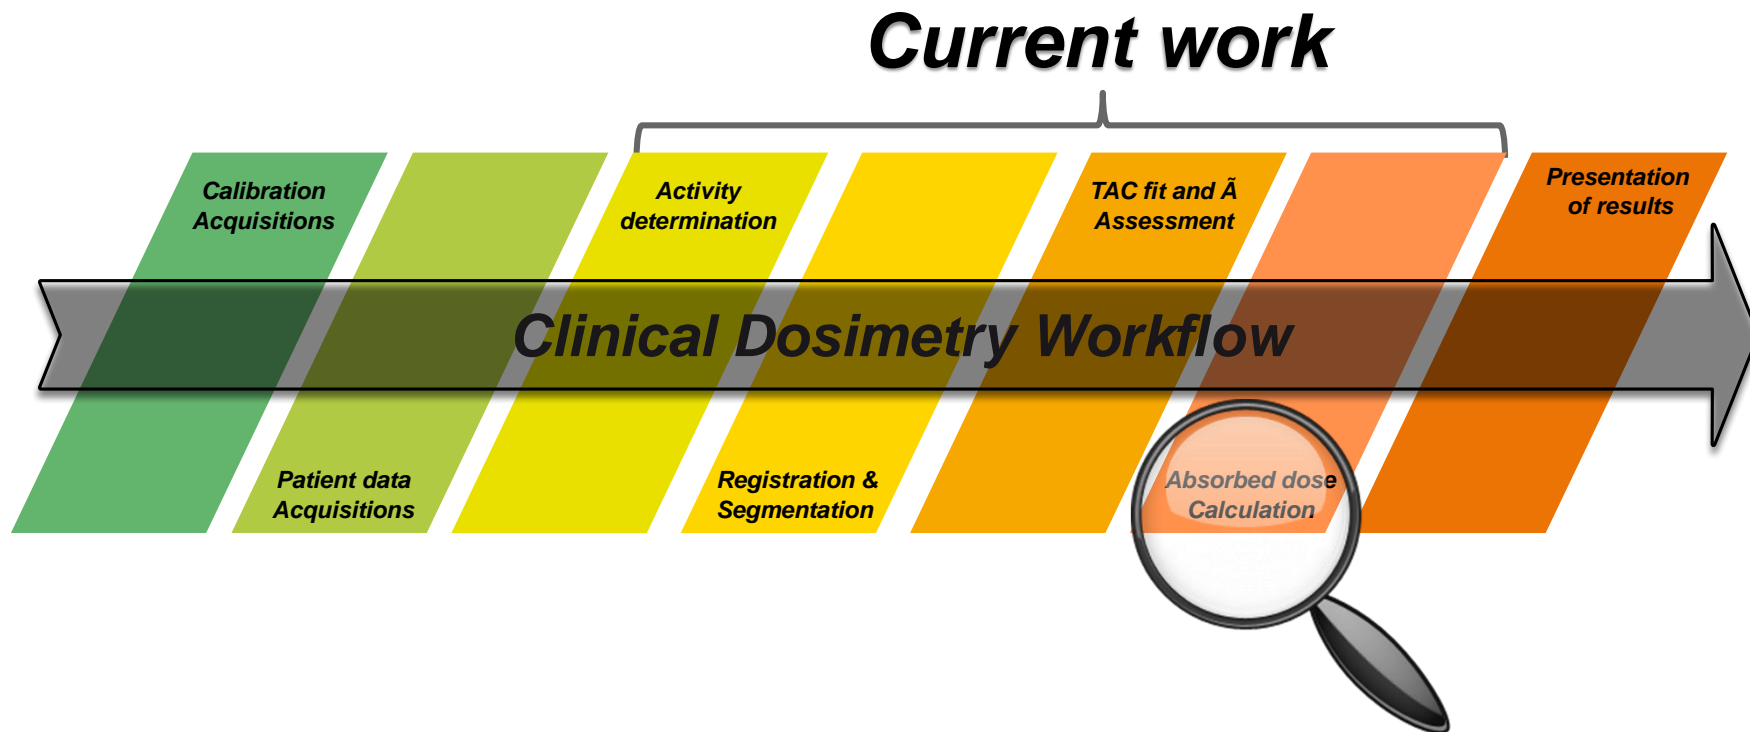 Current work
Calibration
Acquisitions
Activity
determination
TAC fit and Ã
Assessment
Presentation
of results
Clinical Dosimetry Workflow
Patient data
Acquisitions
Registration &
Segmentation
Absorbed dose
Calculation